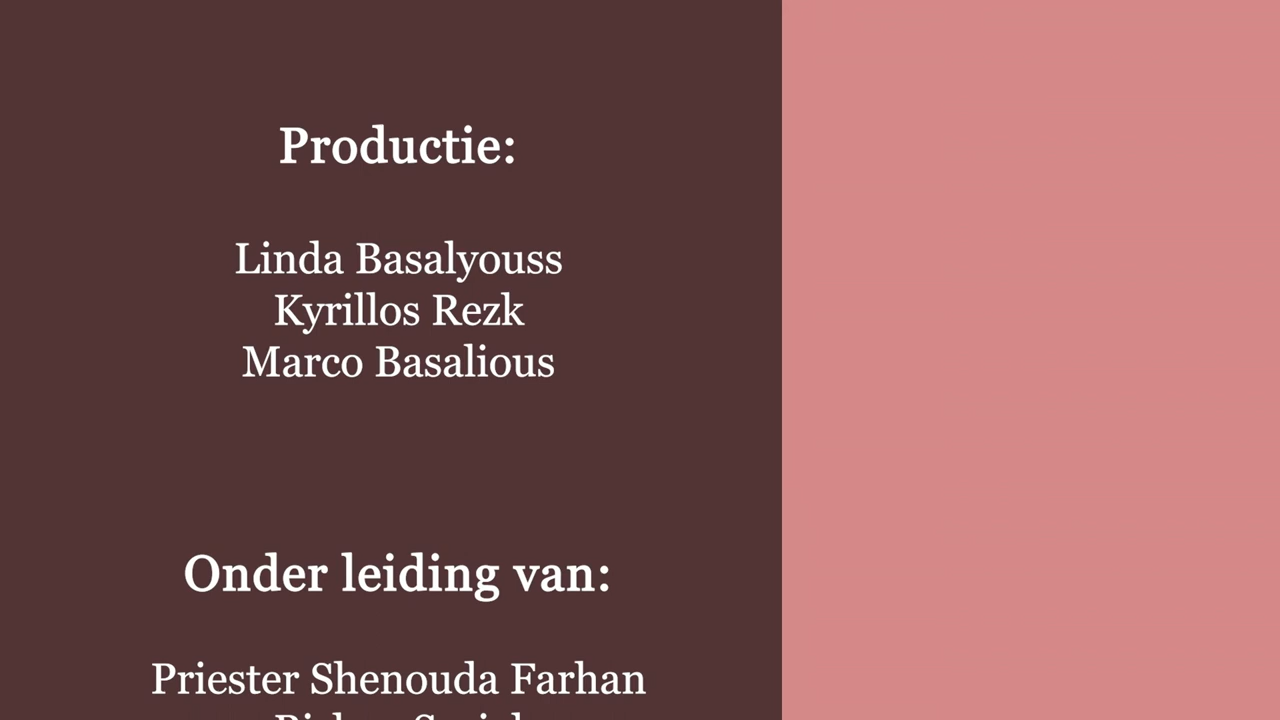 Productie:
Linda Basalyouss
Kyrillos Rezk
Marco Basalious
Onder leiding van:
Priester Shenouda Farhan